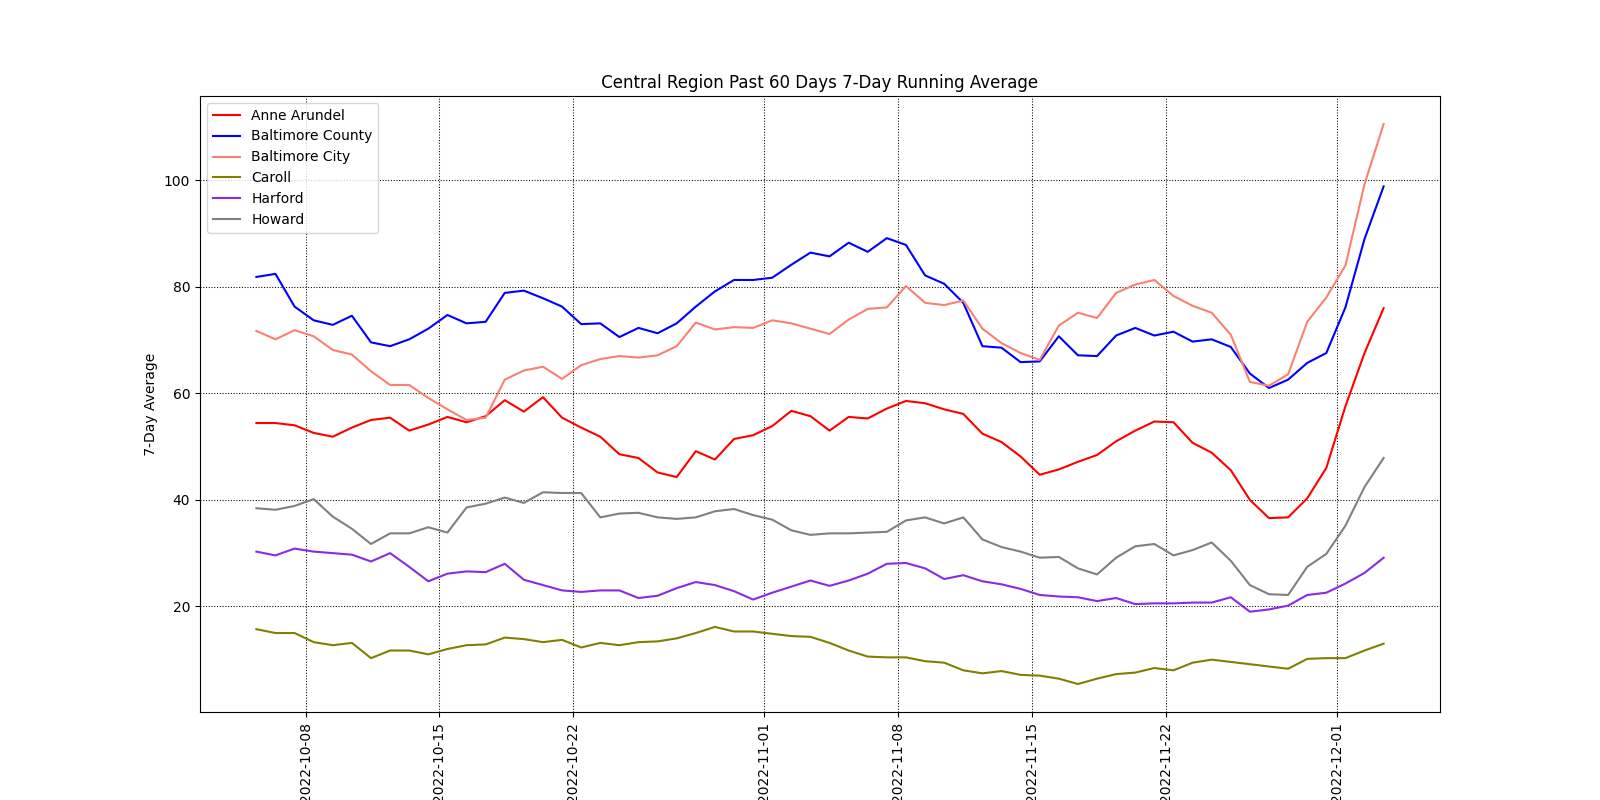 Central Region Past 60 Days 7-Day Running Average
Anne Arundel
Baltimore County
Baltimore City
Caroll
Harford
Howard
7-Day Average
100
80
60
40
20
2022-10-08
2022-10-15
2022-10-22
2022-11-01
2022-11-08
2022-11-15
2022-11-22
2022-12-01